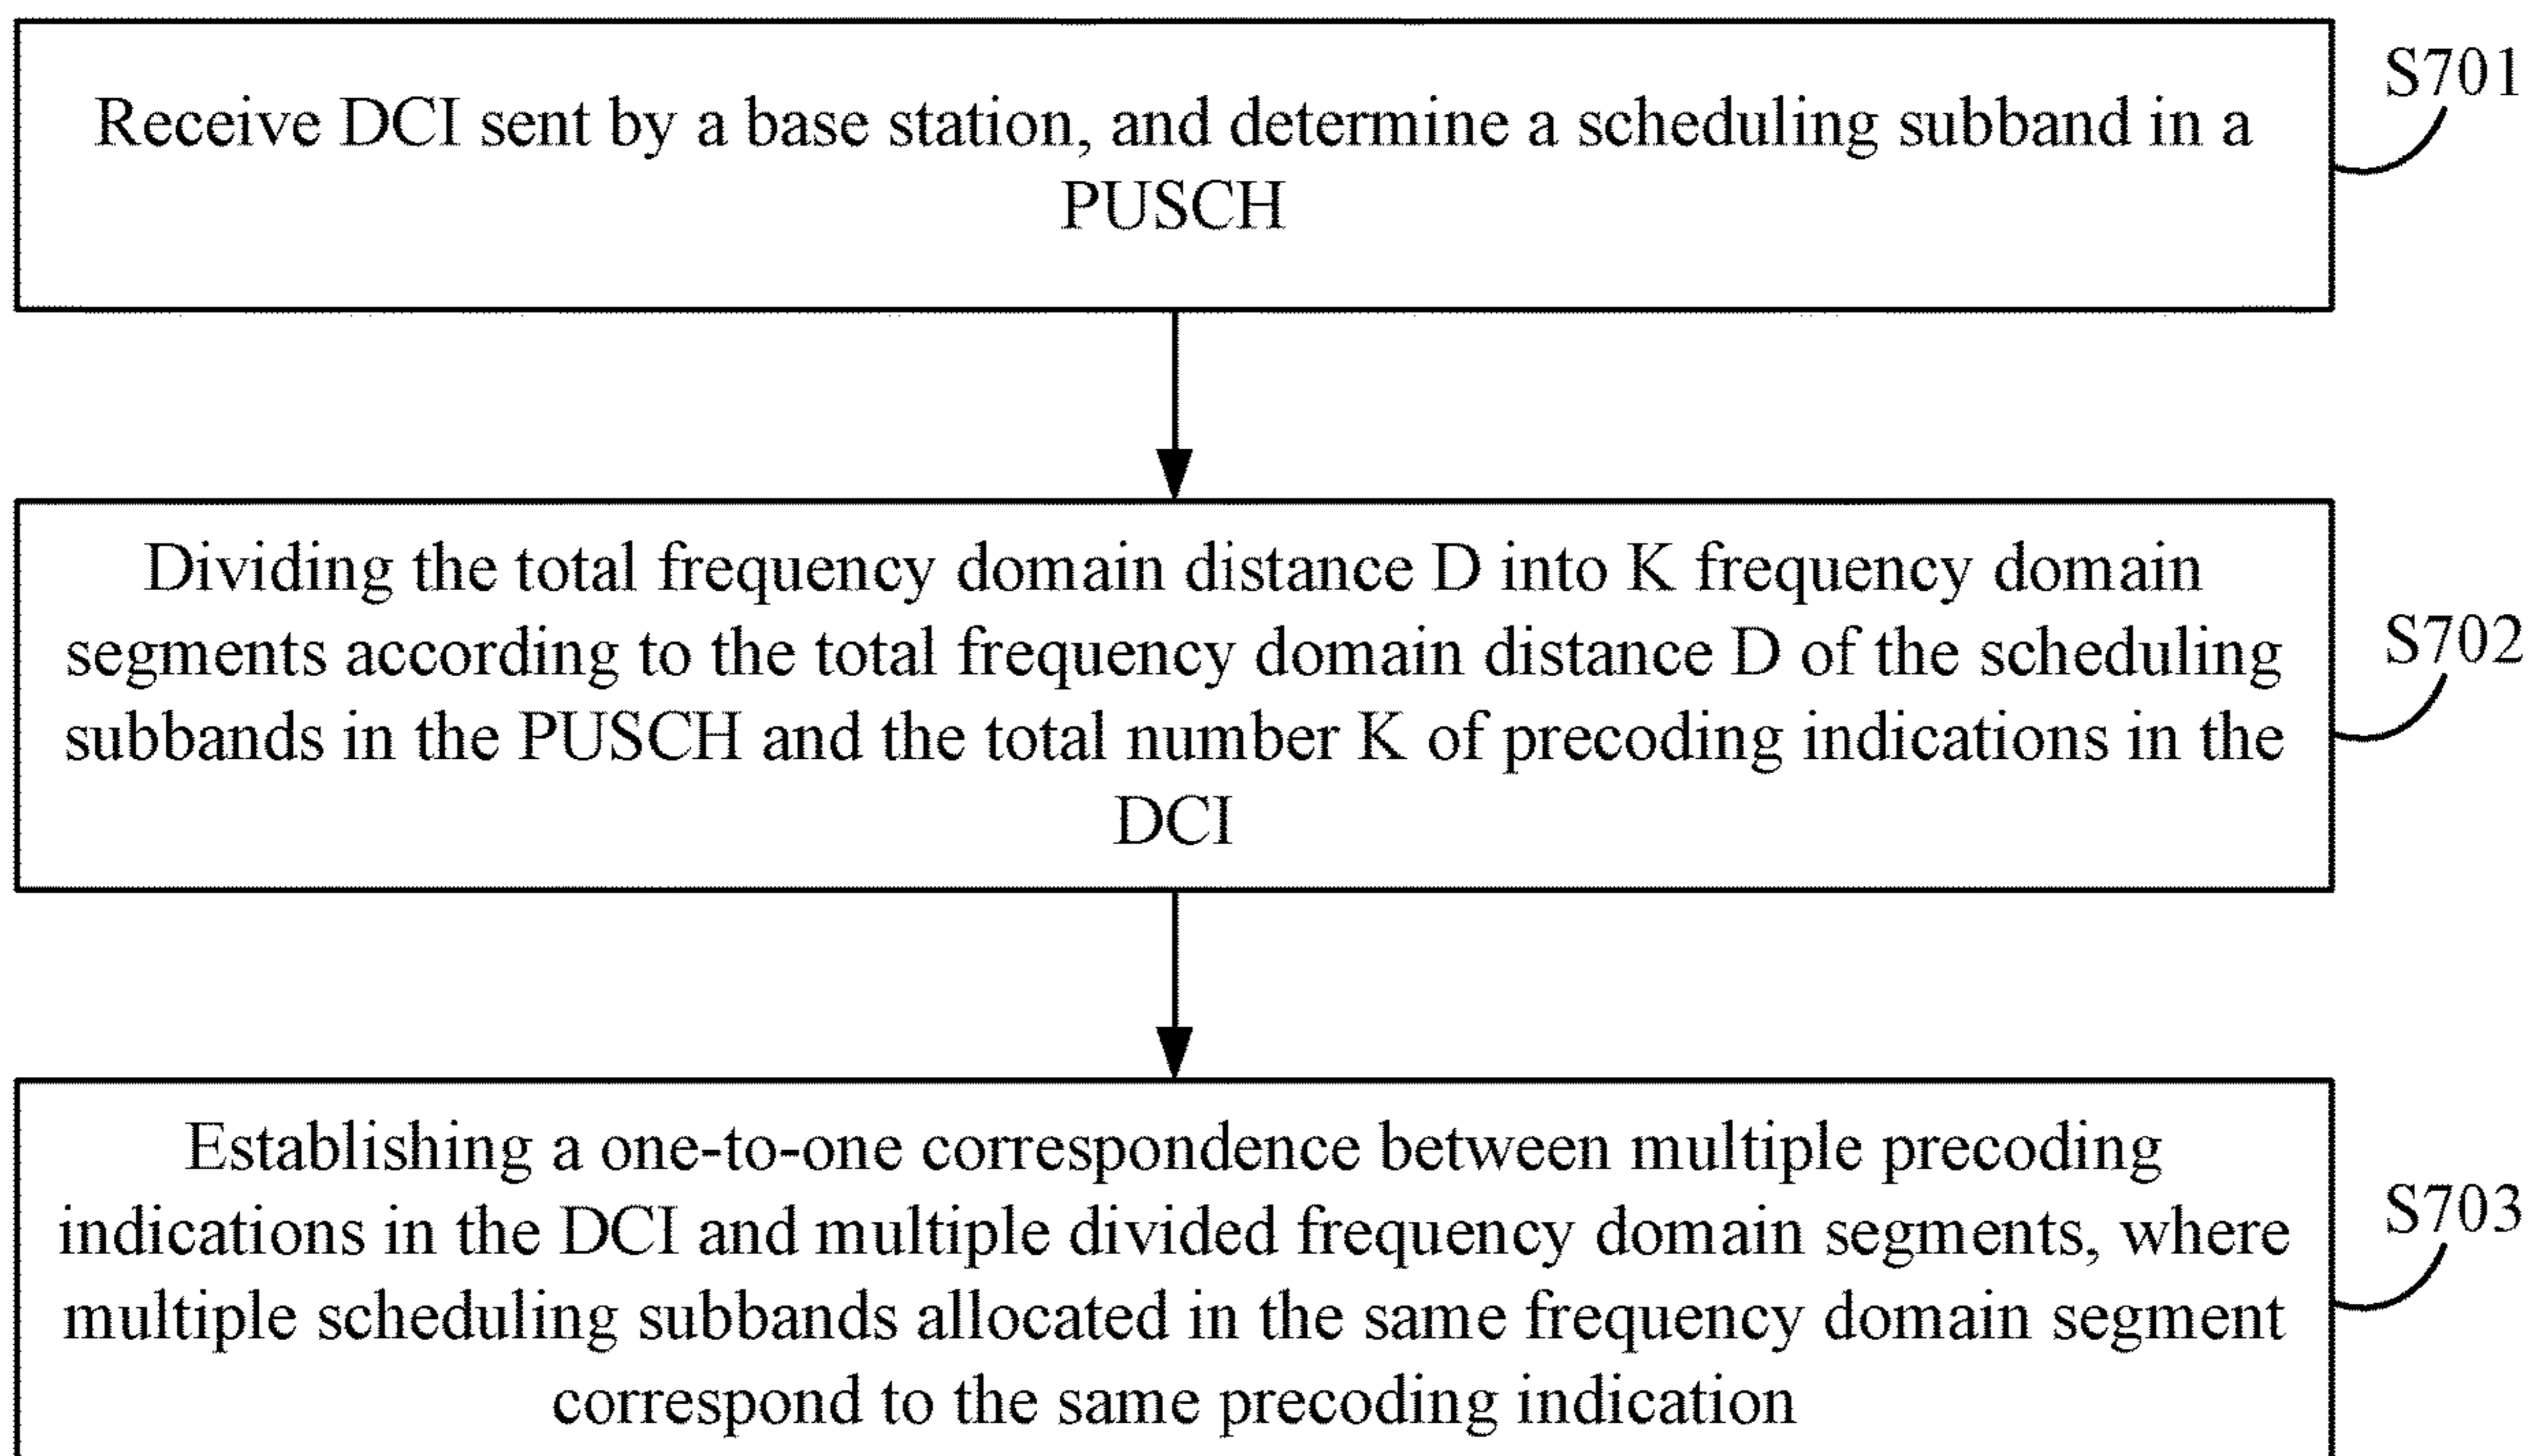 Receive DCI sent by a base station, and determine a scheduling subband in a
PUSCH
S701
Dividing the total frequency domain distance D into K frequency domain
segments according to the total frequency domain distance D of the scheduling
subbands in the PUSCH and the total number K of precoding indications in the
DCI
S702
Establishing a one-to-one correspondence between multiple precoding
indications in the DCI and multiple divided frequency domain segments, where
multiple scheduling subbands allocated in the same frequency domain segment
correspond to the same precoding indication
S703